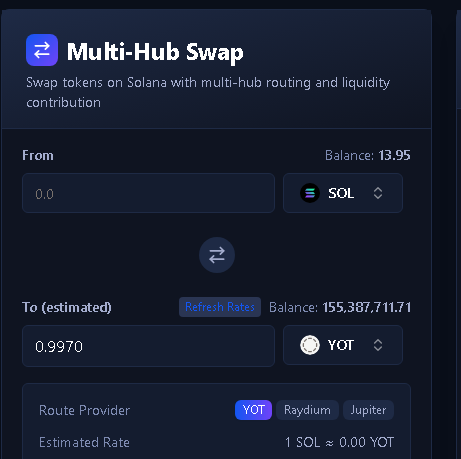 Multi-Hub Swap
Swap tokens on Solana with multi-hub routing and liquidity
contribution
From Balance: 13.95
0.0 SOL
To (estimated) Refresh Rates Balance: 155,387,711.71
0.9970 YOT
Route Provider YOT Raydium Jupiter
Estimated Rate 1 SOL ≈ 0.00 YOT